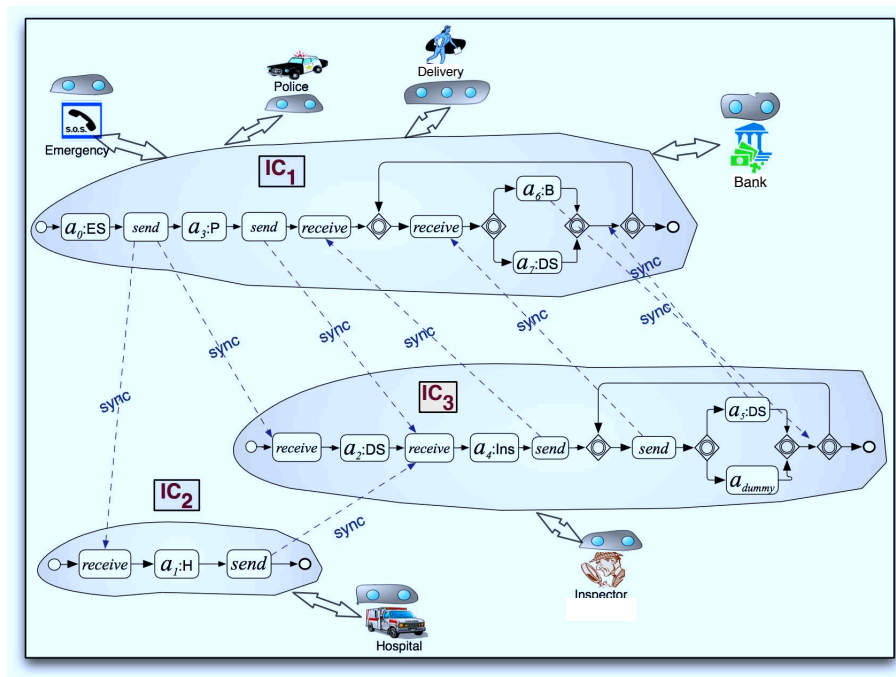 Delivery
Police
S.O.S.
Emergency
Bank
IC1
a0:ES
send
a3:P
send
receive
receive
a6:B
a7:DS
sync
sync
sync
sync
sync
sync
sync
IC3
receive
a2:DS
receive
a4:Ins
send
send
a5:DS
adummy
IC2
sync
receive
a1:H
send
Inspector
Hospital